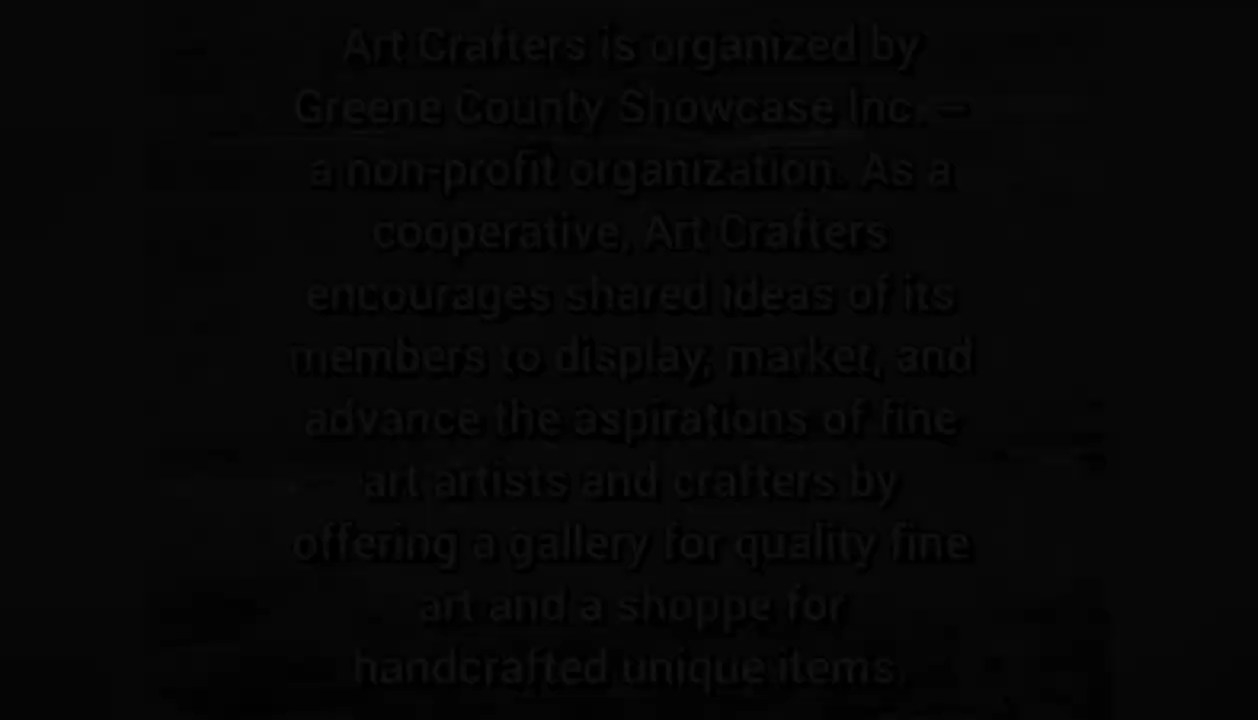 Art Crafters is organized by
Greene County Showcase Inc. –
a non-profit organization. As a
cooperative, Art Crafters
encourages shared ideas of its
members to display, market, and
advance the aspirations of fine
art artists and crafters by
offering a gallery for quality fine
art and a shoppe for
handcrafted unique items.